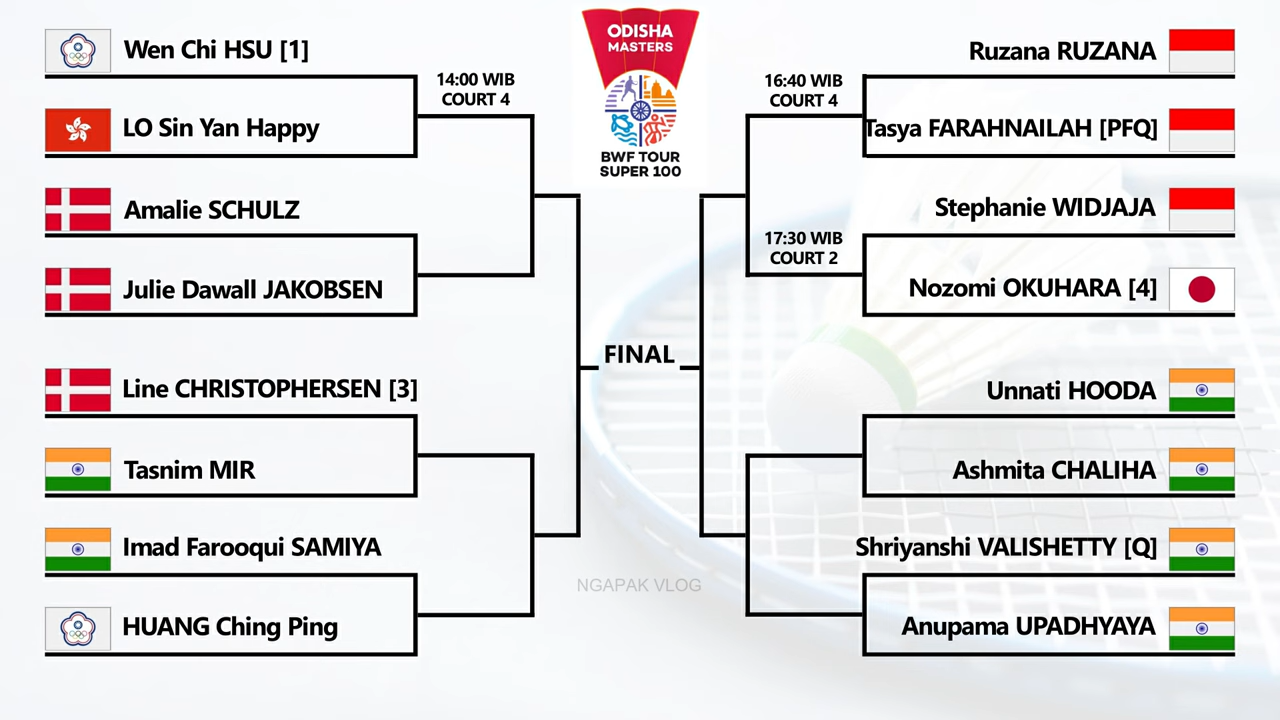 Wen Chi HSU [1]
LO Sin Yan Happy
Amalie SCHULZ
Julie Dawall JAKOBSEN
Line CHRISTOPHERSEN [3]
Tasnim MIR
Imad Farooqui SAMIYA
HUANG Ching Ping
14:00 WIB
COURT 4
ODISHA
MASTERS
BWF TOUR
SUPER 100
FINAL
NGAPAK VLOG
16:40 WIB
COURT 4
17:30 WIB
COURT 2
Ruzana RUZANA
Tasya FARAHNAILAH [PFQ]
Stephanie WIDJAJA
Nozomi OKUHARA [4]
Unnati HOODA
Ashmita CHALIHA
Shriyanshi VALISHETTY [Q]
Anupama UPADHYAYA